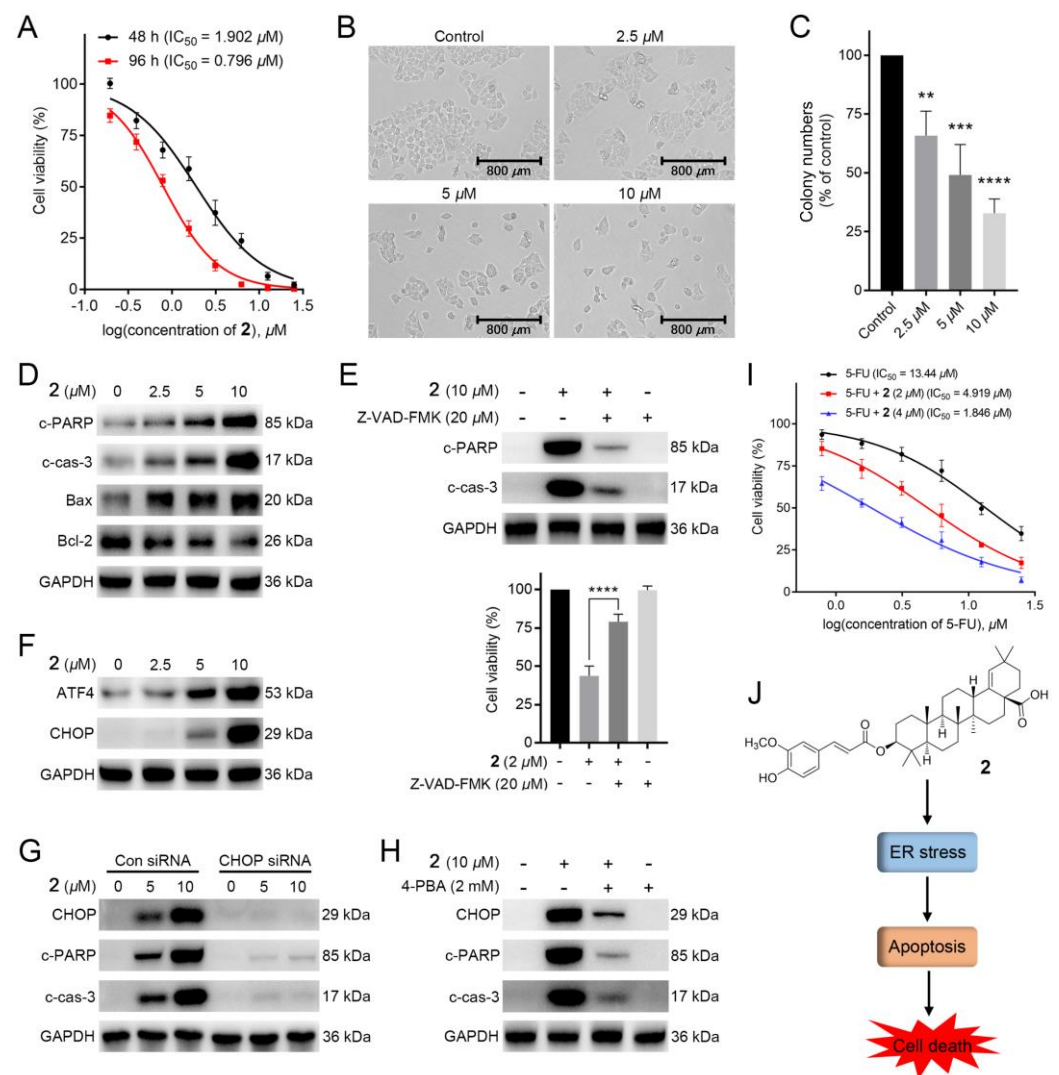 A
48 h (IC50 = 1.902 µM)
96 h (IC50 = 0.796 µM)
Cell viability (%)
100
75
50
25
0
-1.0 -0.5 0.0 0.5 1.0 1.5
log(concentration of 2), µM
B
Control 2.5 µM
800 µm 800 µm
5 µM 10 µM
800 µm 800 µm
C
Colony numbers
(% of control)
100
75
50
25
0
** *** ****
Control 2.5 µM 5 µM 10 µM
D
2 (µM) 0 2.5 5 10
c-PARP 85 kDa
c-cas-3 17 kDa
Bax 20 kDa
Bcl-2 26 kDa
GAPDH 36 kDa
E
2 (10 µM) - + + -
Z-VAD-FMK (20 µM) - - + +
c-PARP 85 kDa
c-cas-3 17 kDa
GAPDH 36 kDa
Cell viability (%)
100
75
50
25
0
****
2 (2 µM) - + + -
Z-VAD-FMK (20 µM) - - + +
F
2 (µM) 0 2.5 5 10
ATF4 53 kDa
CHOP 29 kDa
GAPDH 36 kDa
G
Con siRNA CHOP siRNA
2 (µM) 0 5 10 0 5 10
CHOP 29 kDa
c-PARP 85 kDa
c-cas-3 17 kDa
GAPDH 36 kDa
H
2 (10 µM) - + + -
4-PBA (2 mM) - - + +
CHOP 29 kDa
c-PARP 85 kDa
c-cas-3 17 kDa
GAPDH 36 kDa
I
5-FU (IC50 = 13.44 µM)
5-FU + 2 (2 µM) (IC50 = 4.919 µM)
5-FU + 2 (4 µM) (IC50 = 1.846 µM)
Cell viability (%)
100
75
50
25
0
0.0 0.5 1.0 1.5
log(concentration of 5-FU), µM
J
H3CO
HO
O
O
H
H
H
OH
O
2
ER stress
Apoptosis
Cell death